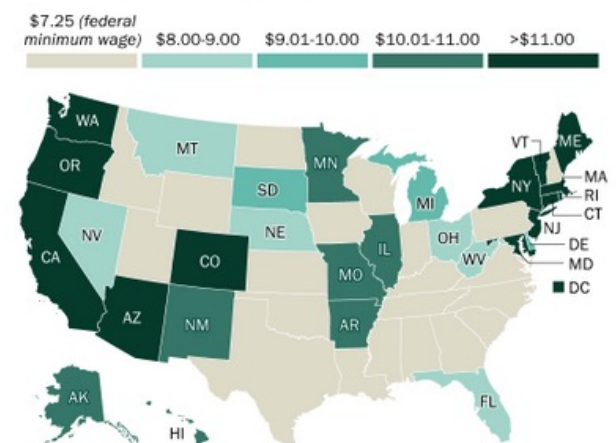 $7.25 (federal
minimum wage)
$8.00-9.00
$9.01-10.00
$10.01-11.00
>$11.00
WA
MT
OR
MN
VT
ME
SD
NY
MA
MI
RI
NE
CT
NV
OH
NJ
IL
CO
WV
DE
CA
MO
MD
DC
AZ
NM
AR
AK
FL
HI